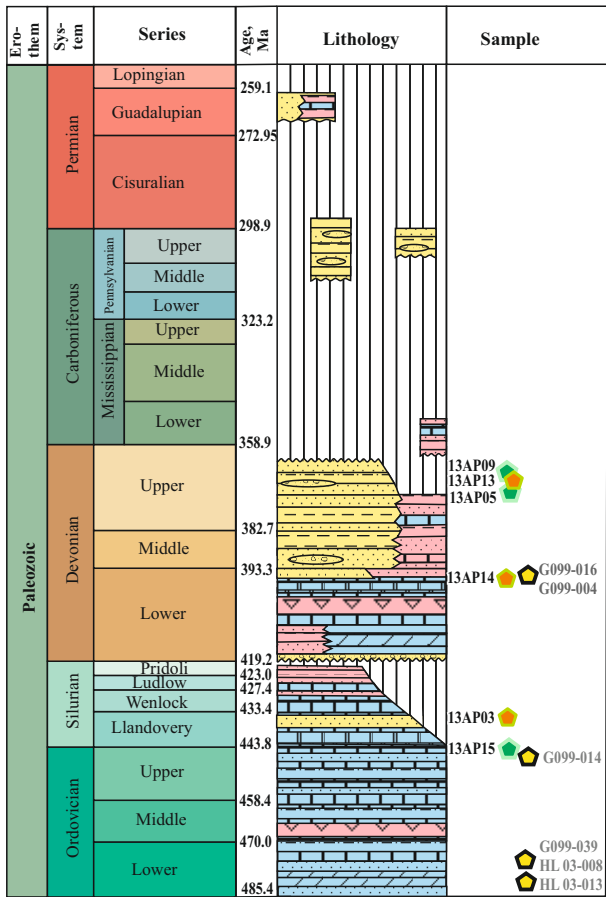 Ero-
them
Sys-
tem
Series
Age,
Ma
Lithology
Sample
Paleozoic
Permian
Lopingian
259.1
Guadalupian
272.95
Cisuralian
298.9
Carboniferous
Pennsylvanian
Upper
Middle
Lower
323.2
Mississippian
Upper
Middle
Lower
358.9
Devonian
Upper
13AP09
13AP13
13AP05
382.7
Middle
393.3
13AP14
G099-016
G099-004
Lower
419.2
Silurian
Pridoli
423.0
Ludlow
427.4
Wenlock
433.4
Llandovery
13AP03
443.8
13AP15
G099-014
Ordovician
Upper
458.4
Middle
470.0
Lower
G099-039
HL 03-008
HL 03-013
485.4